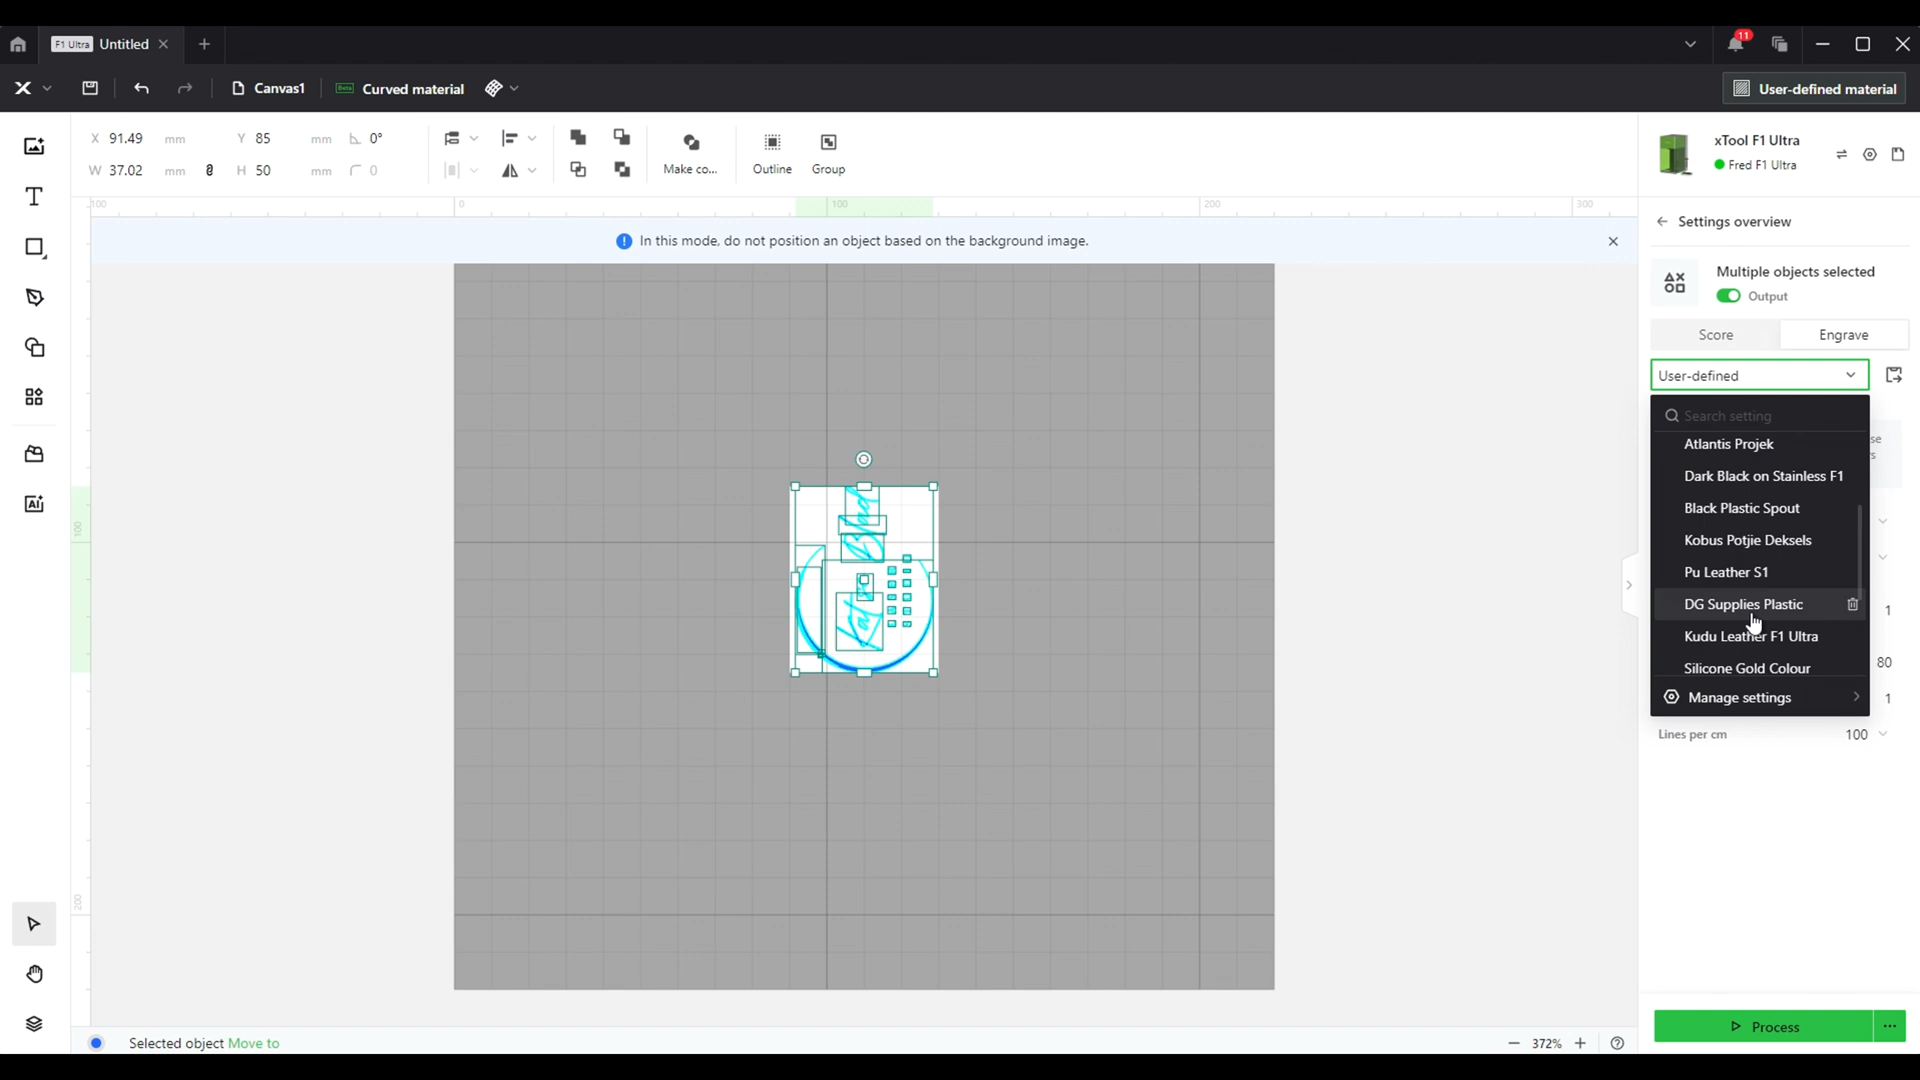 F1 Ultra Untitled
11
Canvas1
Beta Curved material
User-defined material
X 91.49 mm Y 85 mm 0°
W 37.02 mm H 50 mm 0
Make co...
Outline
Group
xTool F1 Ultra
Fred F1 Ultra
100 0 100 200 300
In this mode, do not position an object based on the background image.
Settings overview
Multiple objects selected
Output
Score
Engrave
User-defined
Search setting
Atlantis Projek
Dark Black on Stainless F1
Black Plastic Spout
Kobus Potjie Deksels
Pu Leather S1
DG Supplies Plastic
1
Kudu Leather F1 Ultra
Silicone Gold Colour
80
Manage settings
1
Lines per cm 100
100
200
AI
Process
Selected object Move to
372%